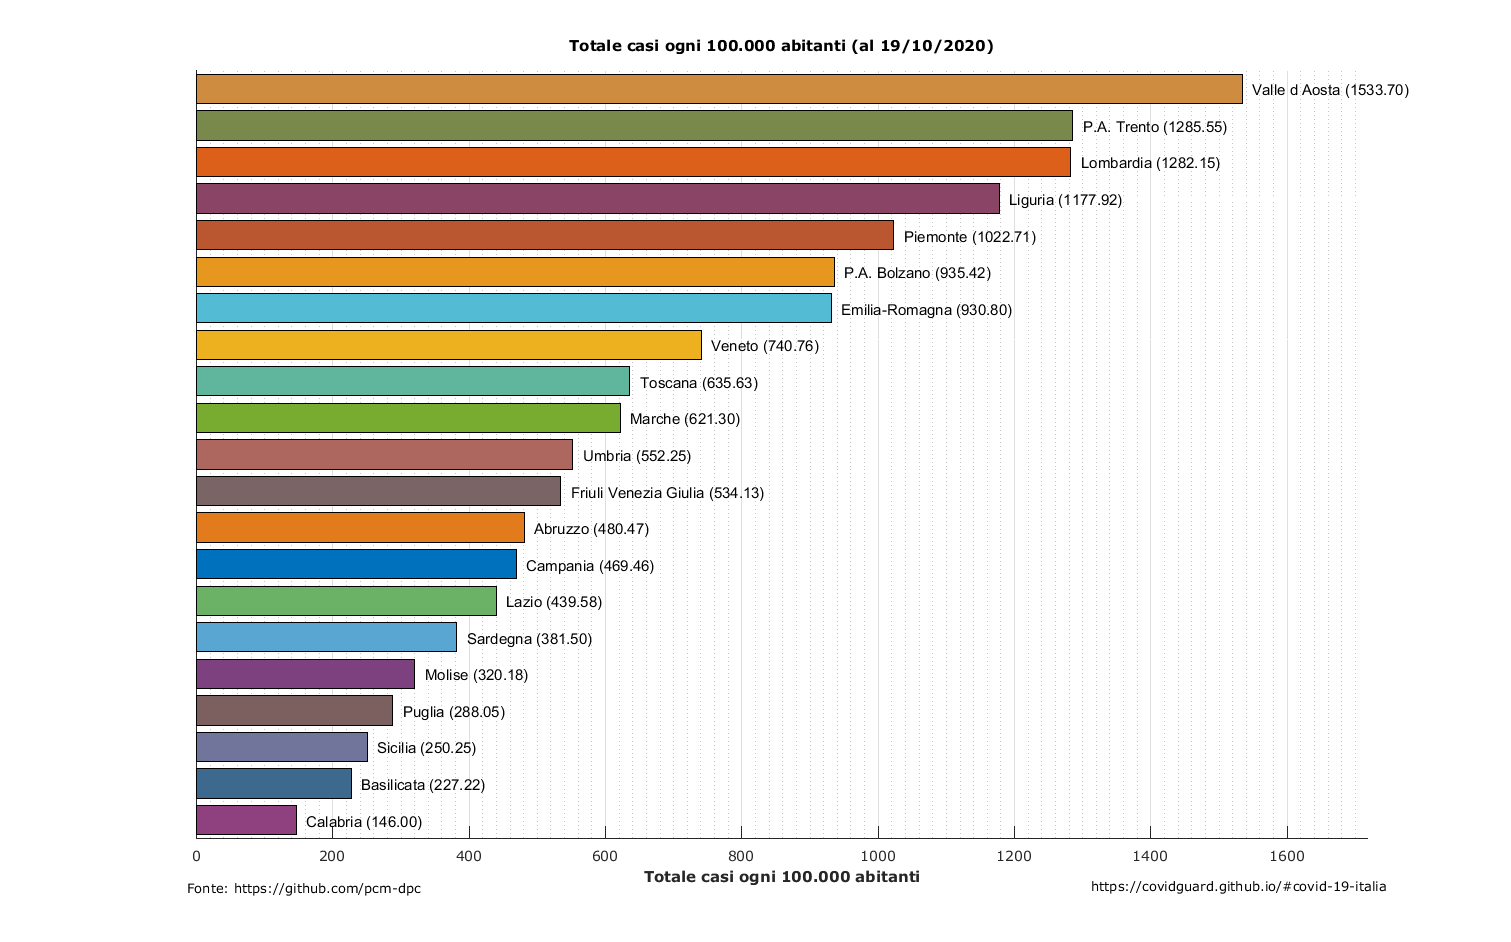 Totale casi ogni 100.000 abitanti (al 19/10/2020)
Valle d Aosta (1533.70)
P.A. Trento (1285.55)
Lombardia (1282.15)
Liguria (1177.92)
Piemonte (1022.71)
P.A. Bolzano (935.42)
Emilia-Romagna (930.80)
Veneto (740.76)
Toscana (635.63)
Marche (621.30)
Umbria (552.25)
Friuli Venezia Giulia (534.13)
Abruzzo (480.47)
Campania (469.46)
Lazio (439.58)
Sardegna (381.50)
Molise (320.18)
Puglia (288.05)
Sicilia (250.25)
Basilicata (227.22)
Calabria (146.00)
0 200 400 600 800 1000 1200 1400 1600
Totale casi ogni 100.000 abitanti
Fonte: https://github.com/pcm-dpc
https://covidguard.github.io/#covid-19-italia